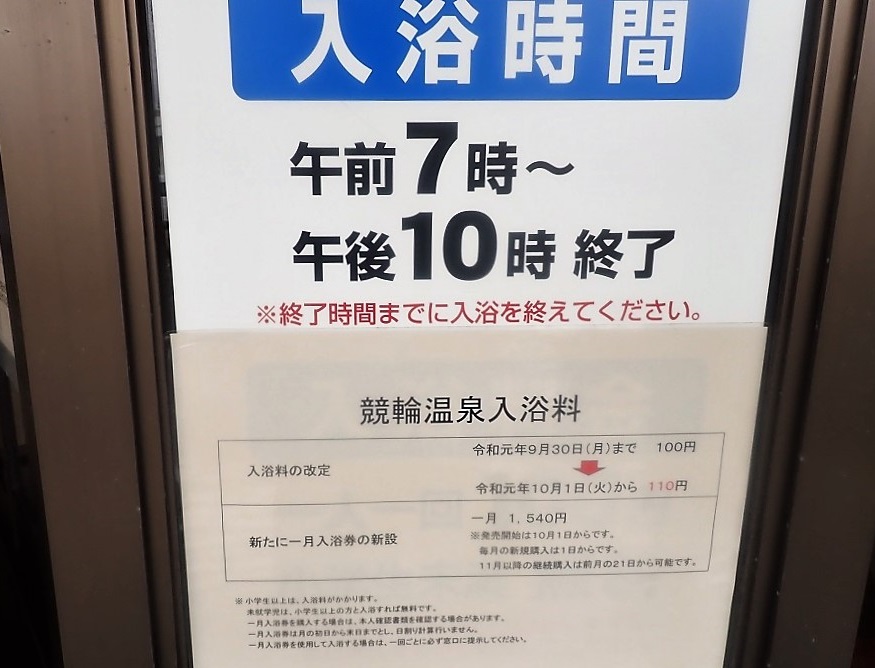 入浴時間
午前7時～
午後10時 終了
※終了時間までに入浴を終えてください。
競輪温泉入浴料
入浴料の改定
令和元年9月30日(月)まで 100円
令和元年10月1日(火)から 110円
新たに一月入浴券の新設
一月 1,540円
※発売開始は10月1日からです。
毎月の新規購入は1日からです。
11月以降の継続購入は前月の21日から可能です。
※小学生以上は、入浴料がかかります。
未就学児は、小学生以上の方と入浴すれば無料です。
一月入浴券を購入する場合は、本人確認書類を確認する場合があります。
一月入浴券は月の初日から末日までとし、日割り計算行いません。
一月入浴券を使用して入浴する場合は、一回ごとに必ず窓口に提示してください。